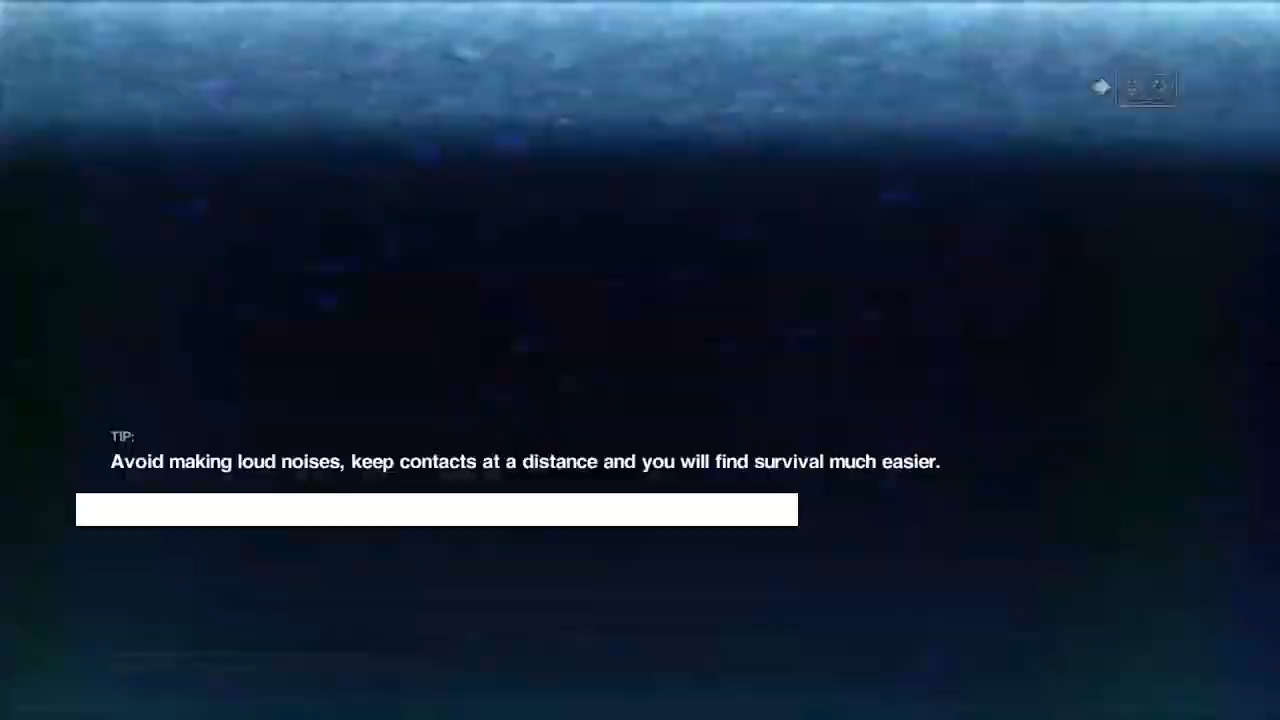 TIP:
Avoid making loud noises, keep contacts at a distance and you will find survival much easier.